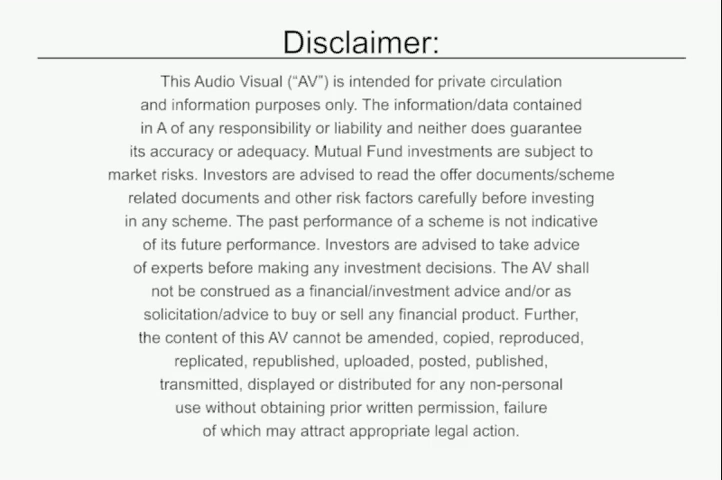 Disclaimer:
This Audio Visual (“AV”) is intended for private circulation
and information purposes only. The information/data contained
in A of any responsibility or liability and neither does guarantee
its accuracy or adequacy. Mutual Fund investments are subject to
market risks. Investors are advised to read the offer documents/scheme
related documents and other risk factors carefully before investing
in any scheme. The past performance of a scheme is not indicative
of its future performance. Investors are advised to take advice
of experts before making any investment decisions. The AV shall
not be construed as a financial/investment advice and/or as
solicitation/advice to buy or sell any financial product. Further,
the content of this AV cannot be amended, copied, reproduced,
replicated, republished, uploaded, posted, published,
transmitted, displayed or distributed for any non-personal
use without obtaining prior written permission, failure
of which may attract appropriate legal action.